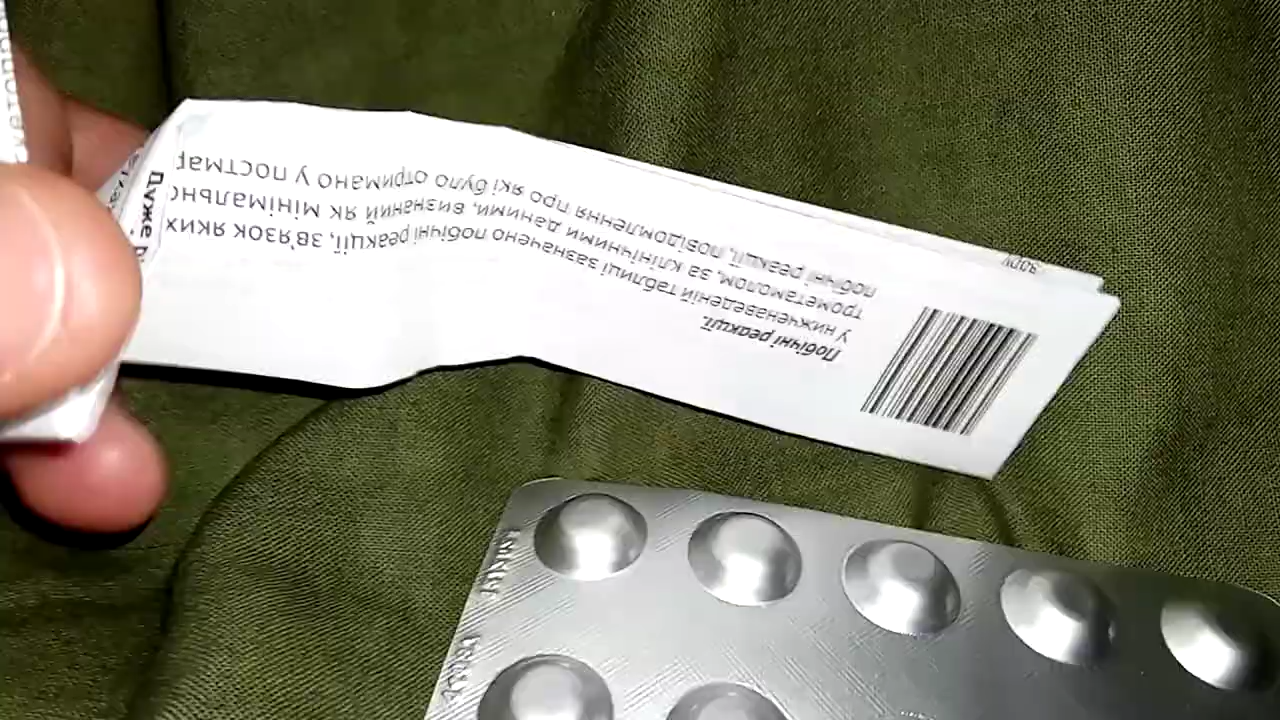 Побічні реакції.
У нижченаведеній таблиці зазначено побічні реакції, зв'язок яких
трометамолом, за клінічними даними, визнаний як мінімальн
побічні реакції, повідомлення про які було отримано у постмар
Дуже